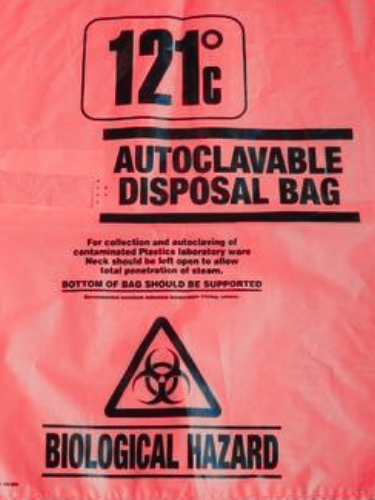 121°c
AUTOCLAVABLE
DISPOSAL BAG
For collection and autoclaving of
contaminated Plastics laboratory ware
Neck should be left open to allow
total penetration of steam.
BOTTOM OF BAG SHOULD BE SUPPORTED
BIOLOGICAL HAZARD